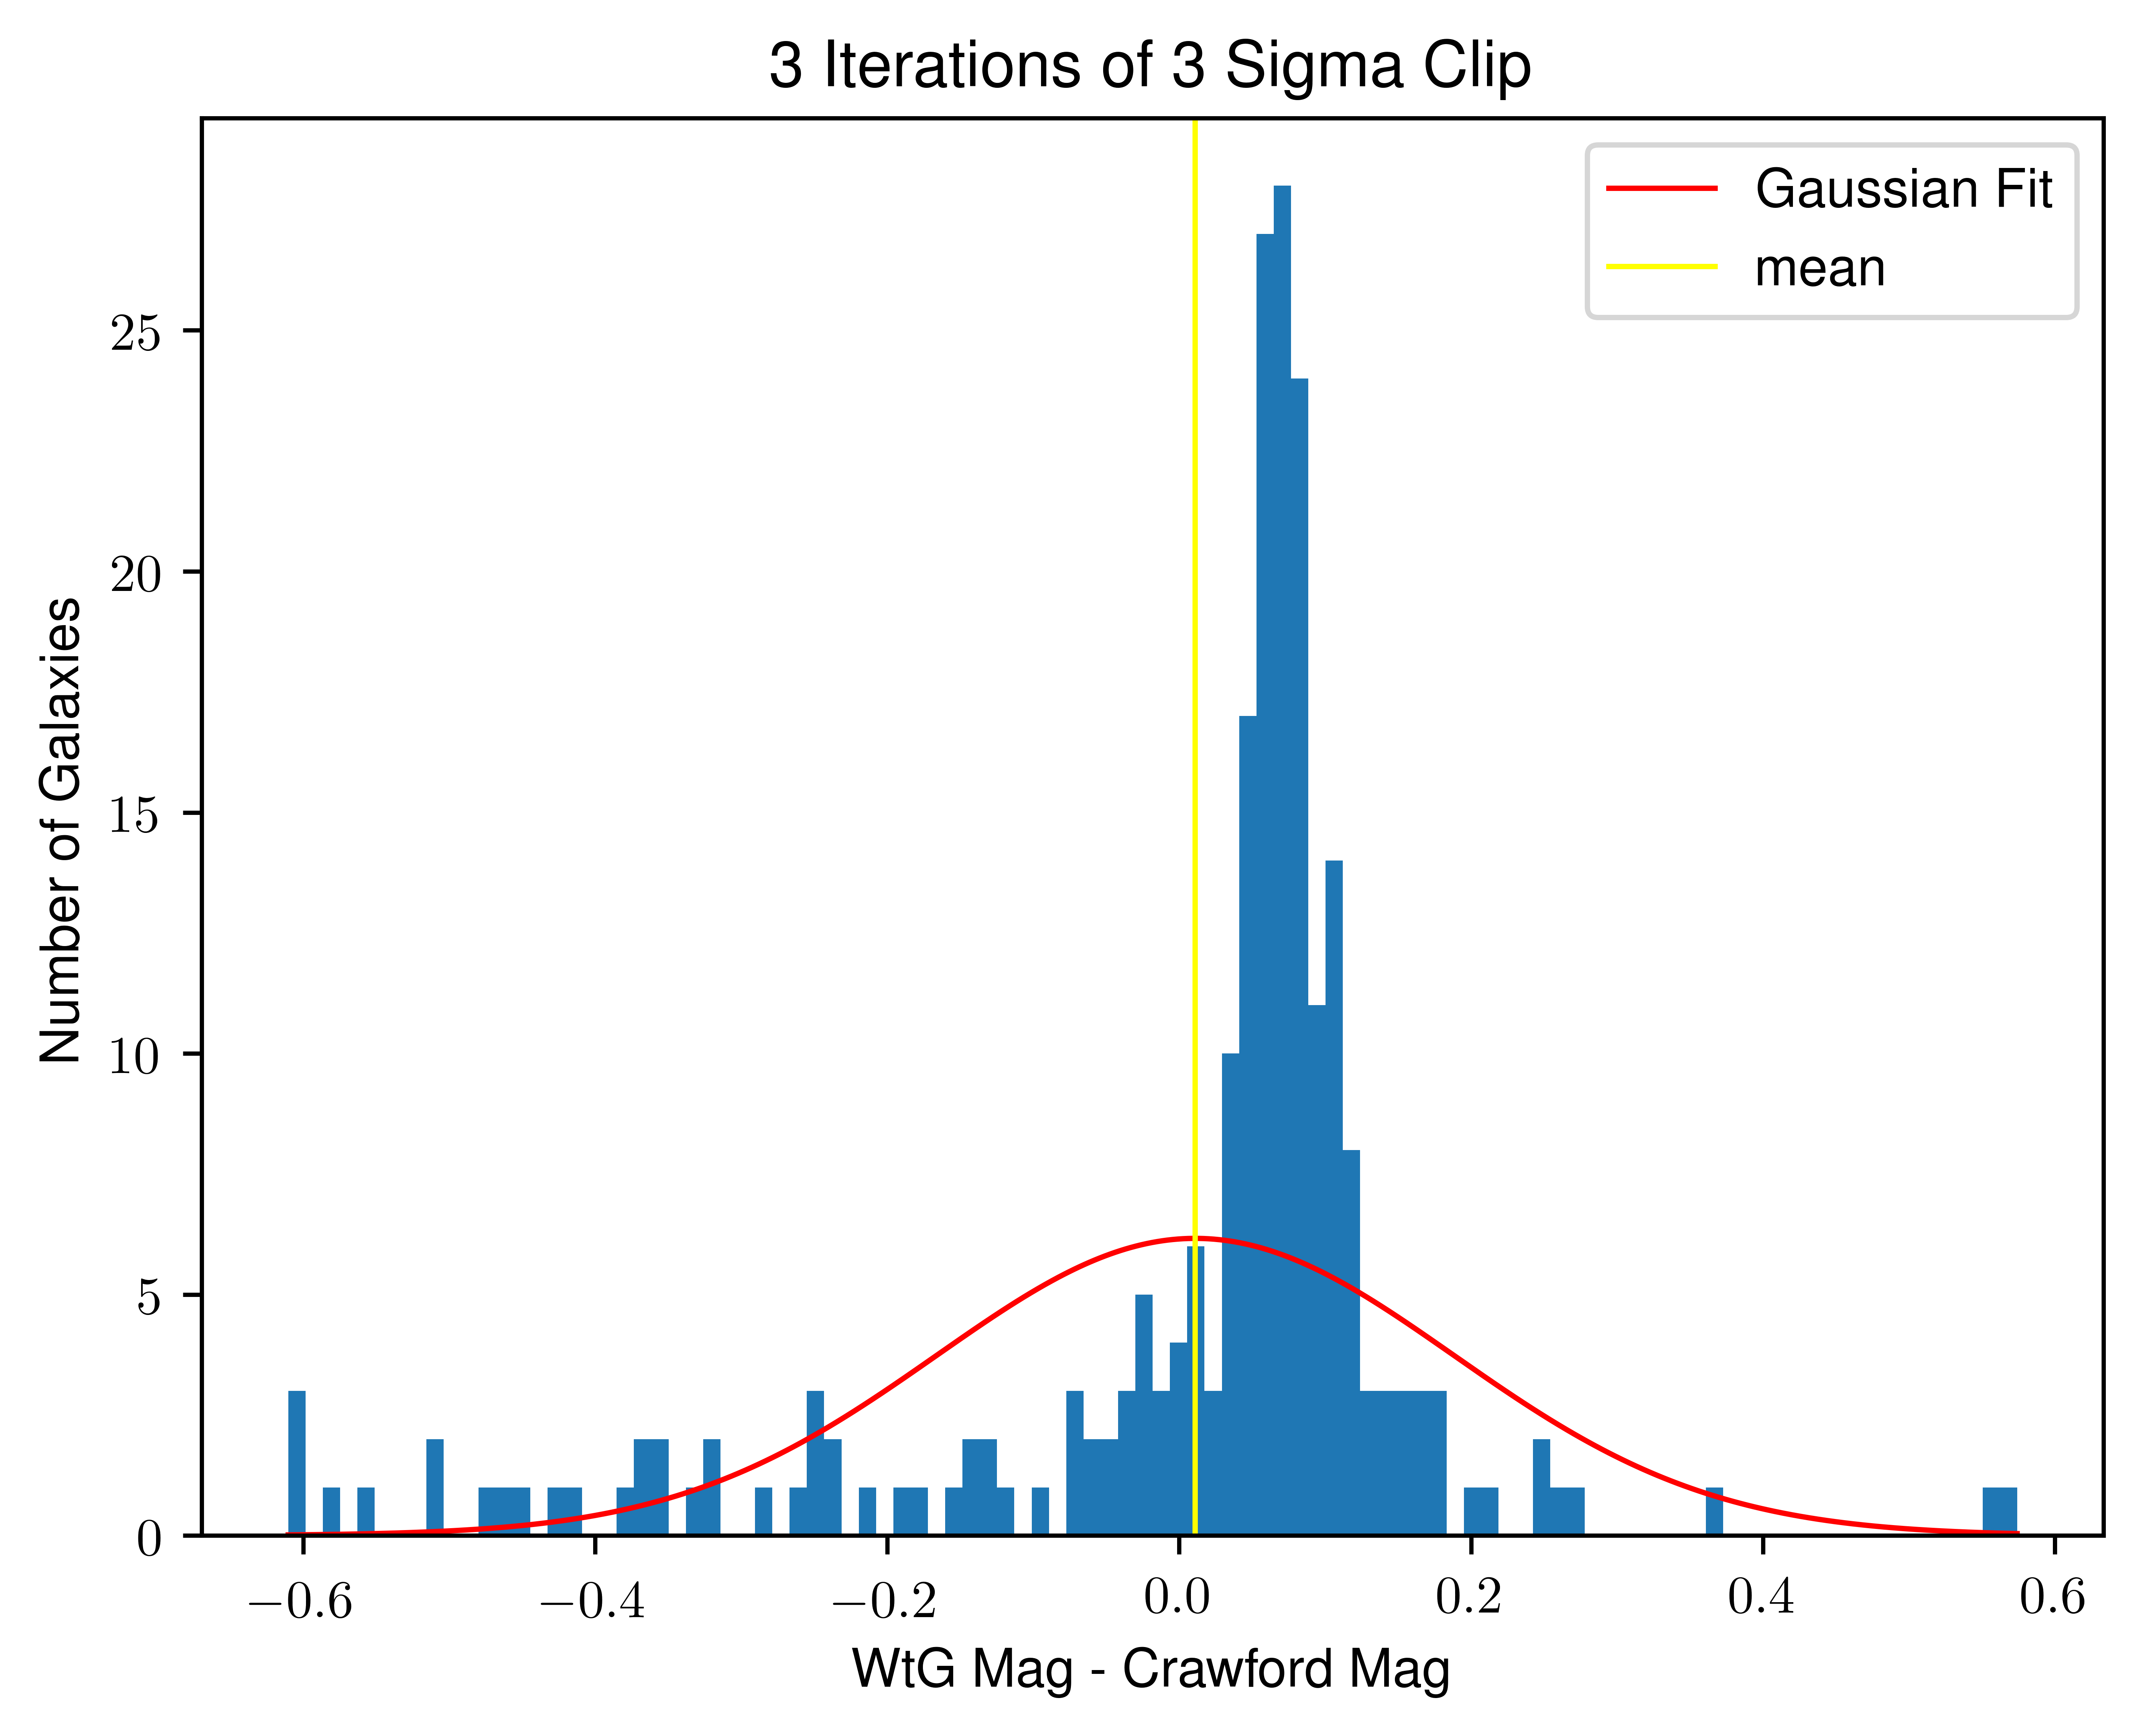 3 Iterations of 3 Sigma Clip
Gaussian Fit
mean
Number of Galaxies
25
20
15
10
5
0
−0.6 −0.4 −0.2 0.0 0.2 0.4 0.6
WtG Mag - Crawford Mag